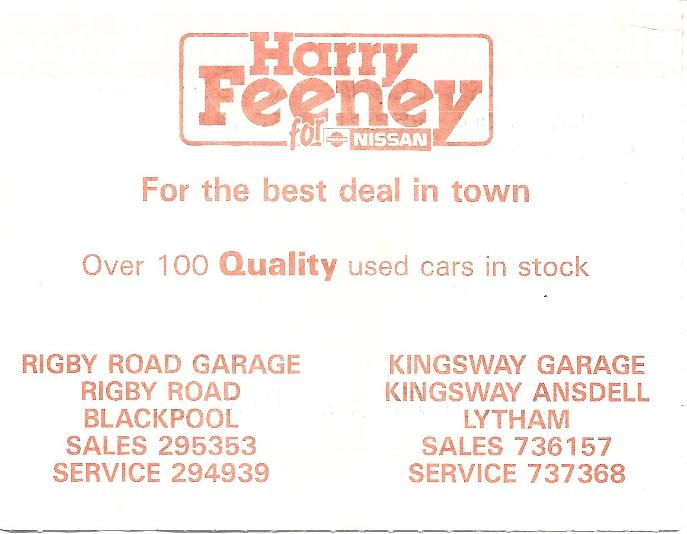 Harry
Feeney
for NISSAN
For the best deal in town
Over 100 Quality used cars in stock
RIGBY ROAD GARAGE
RIGBY ROAD
BLACKPOOL
SALES 295353
SERVICE 294939
KINGSWAY GARAGE
KINGSWAY ANSDELL
LYTHAM
SALES 736157
SERVICE 737368